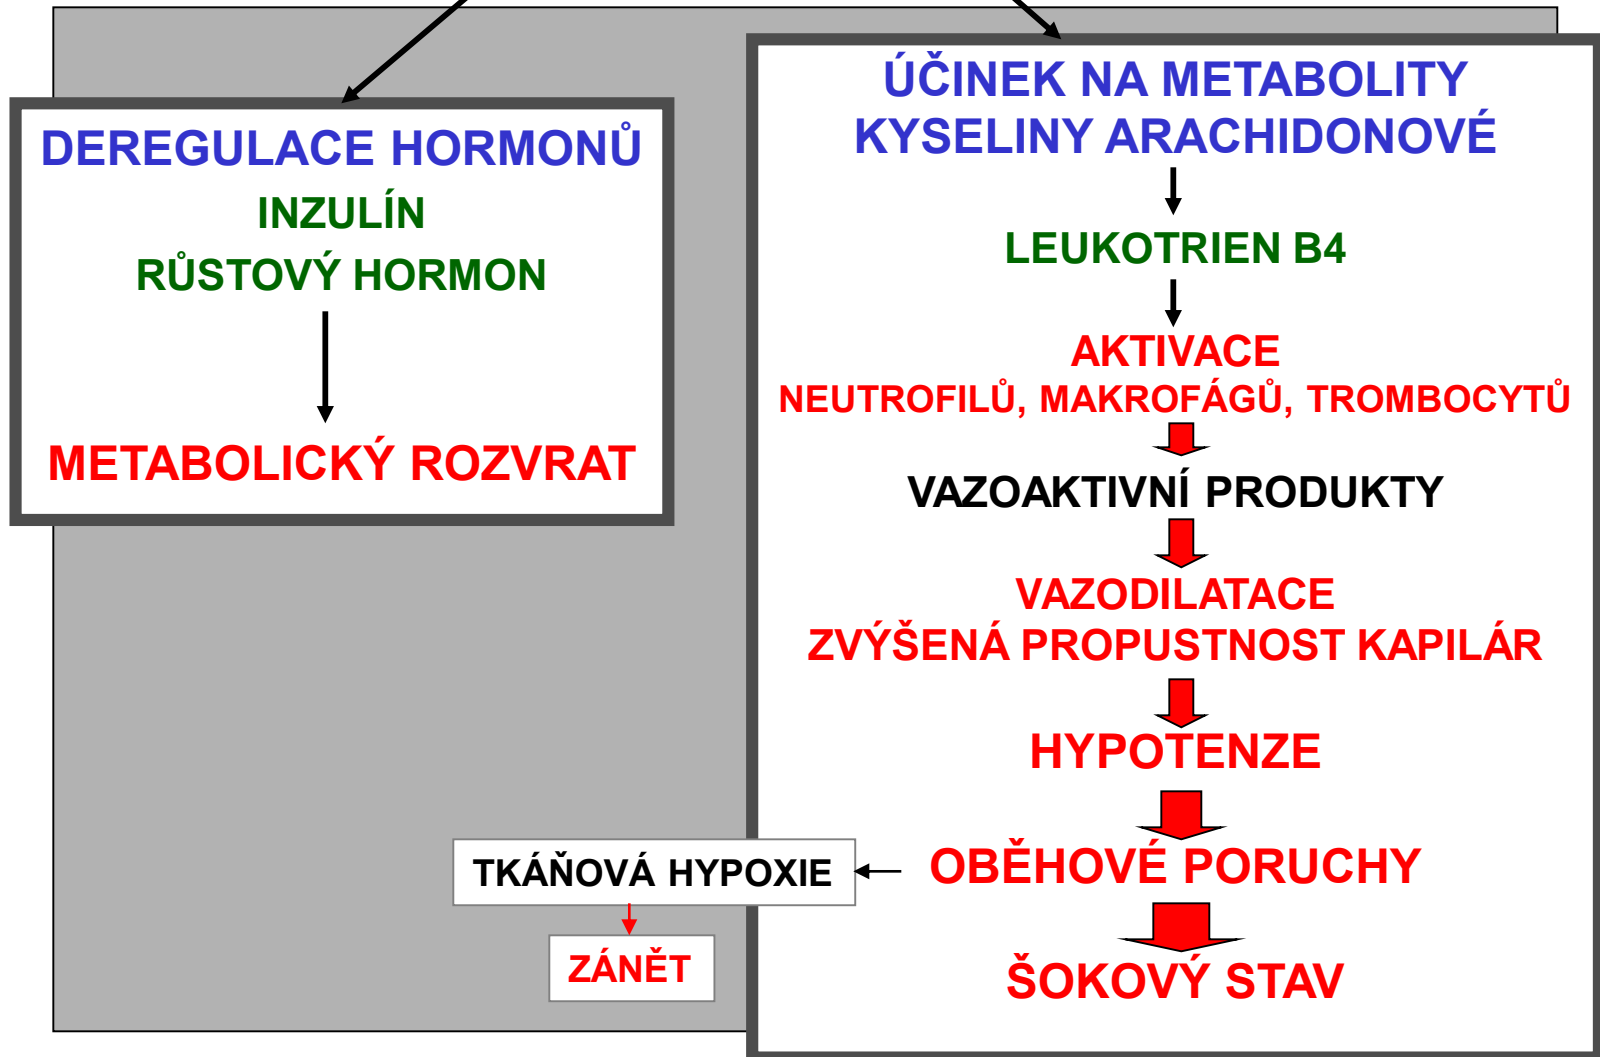 DEREGULACE HORMONŮ
INZULÍN
RŮSTOVÝ HORMON
METABOLICKÝ ROZVRAT
ÚČINEK NA METABOLITY
KYSELINY ARACHIDONOVÉ
LEUKOTRIEN B4
AKTIVACE
NEUTROFILŮ, MAKROFÁGŮ, TROMBOCYTŮ
VAZOAKTIVNÍ PRODUKTY
VAZODILATACE
ZVÝŠENÁ PROPUSTNOST KAPILÁR
HYPOTENZE
OBĚHOVÉ PORUCHY
TKÁŇOVÁ HYPOXIE
ZÁNĚT
ŠOKOVÝ STAV